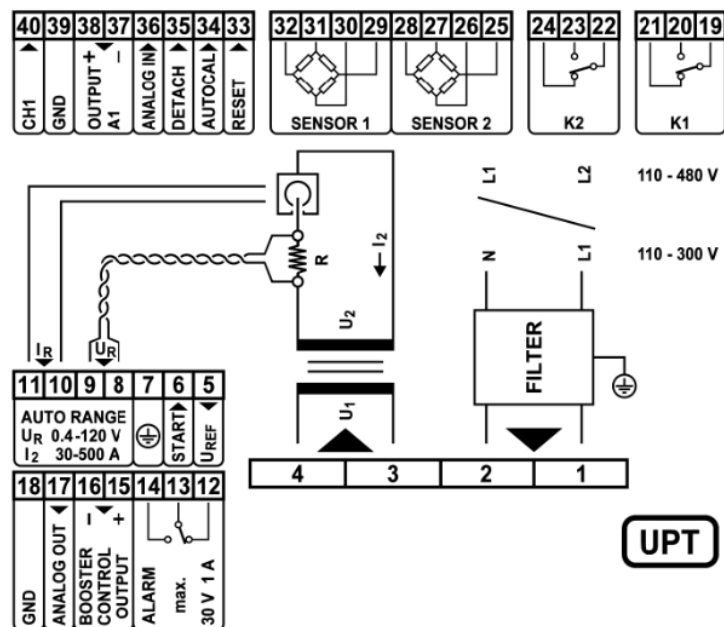 40 39 38 37 36 35 34 33
CH1
GND
OUTPUT + –
A1
ANALOG IN
DETACH
AUTOCAL
RESET
32 31 30 29 28 27 26 25
SENSOR 1
SENSOR 2
24 23 22
K2
21 20 19
K1
L1 L2 110 - 480 V
N L1 110 - 300 V
I2
R
U2
U1
FILTER
IR
UR
11 10 9 8 7 6 5
AUTO RANGE
UR 0.4-120 V
I2 30-500 A
START
UREF
4 3 2 1
18 17 16 15 14 13 12
GND
ANALOG OUT
– +
BOOSTER
CONTROL
OUTPUT
ALARM
max.
30 V 1 A
UPT